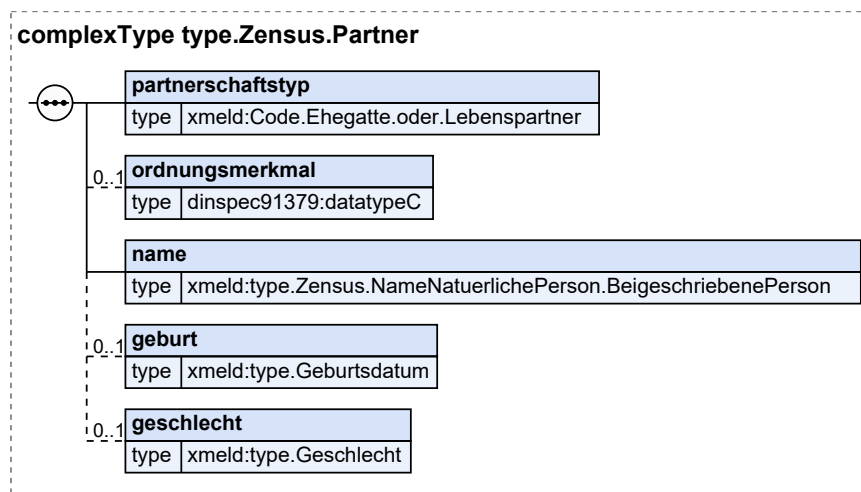 complexType type.Zensus.Partner
partnerschaftstyp
type xmeld:Code.Ehegatte.oder.Lebenspartner
0..1 ordnungsmerkmal
type dinspec91379:datatypeC
name
type xmeld:type.Zensus.NameNatuerlichePerson.BeigeschriebenePerson
0..1 geburt
type xmeld:type.Geburtsdatum
0..1 geschlecht
type xmeld:type.Geschlecht